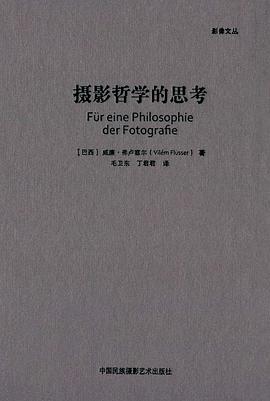 影像文丛
摄影哲学的思考
Für eine Philosophie
der Fotografie
[巴西] 威廉·弗卢塞尔 (Vilém Flusser) 著
毛卫东 丁君君 译
中国民族摄影艺术出版社